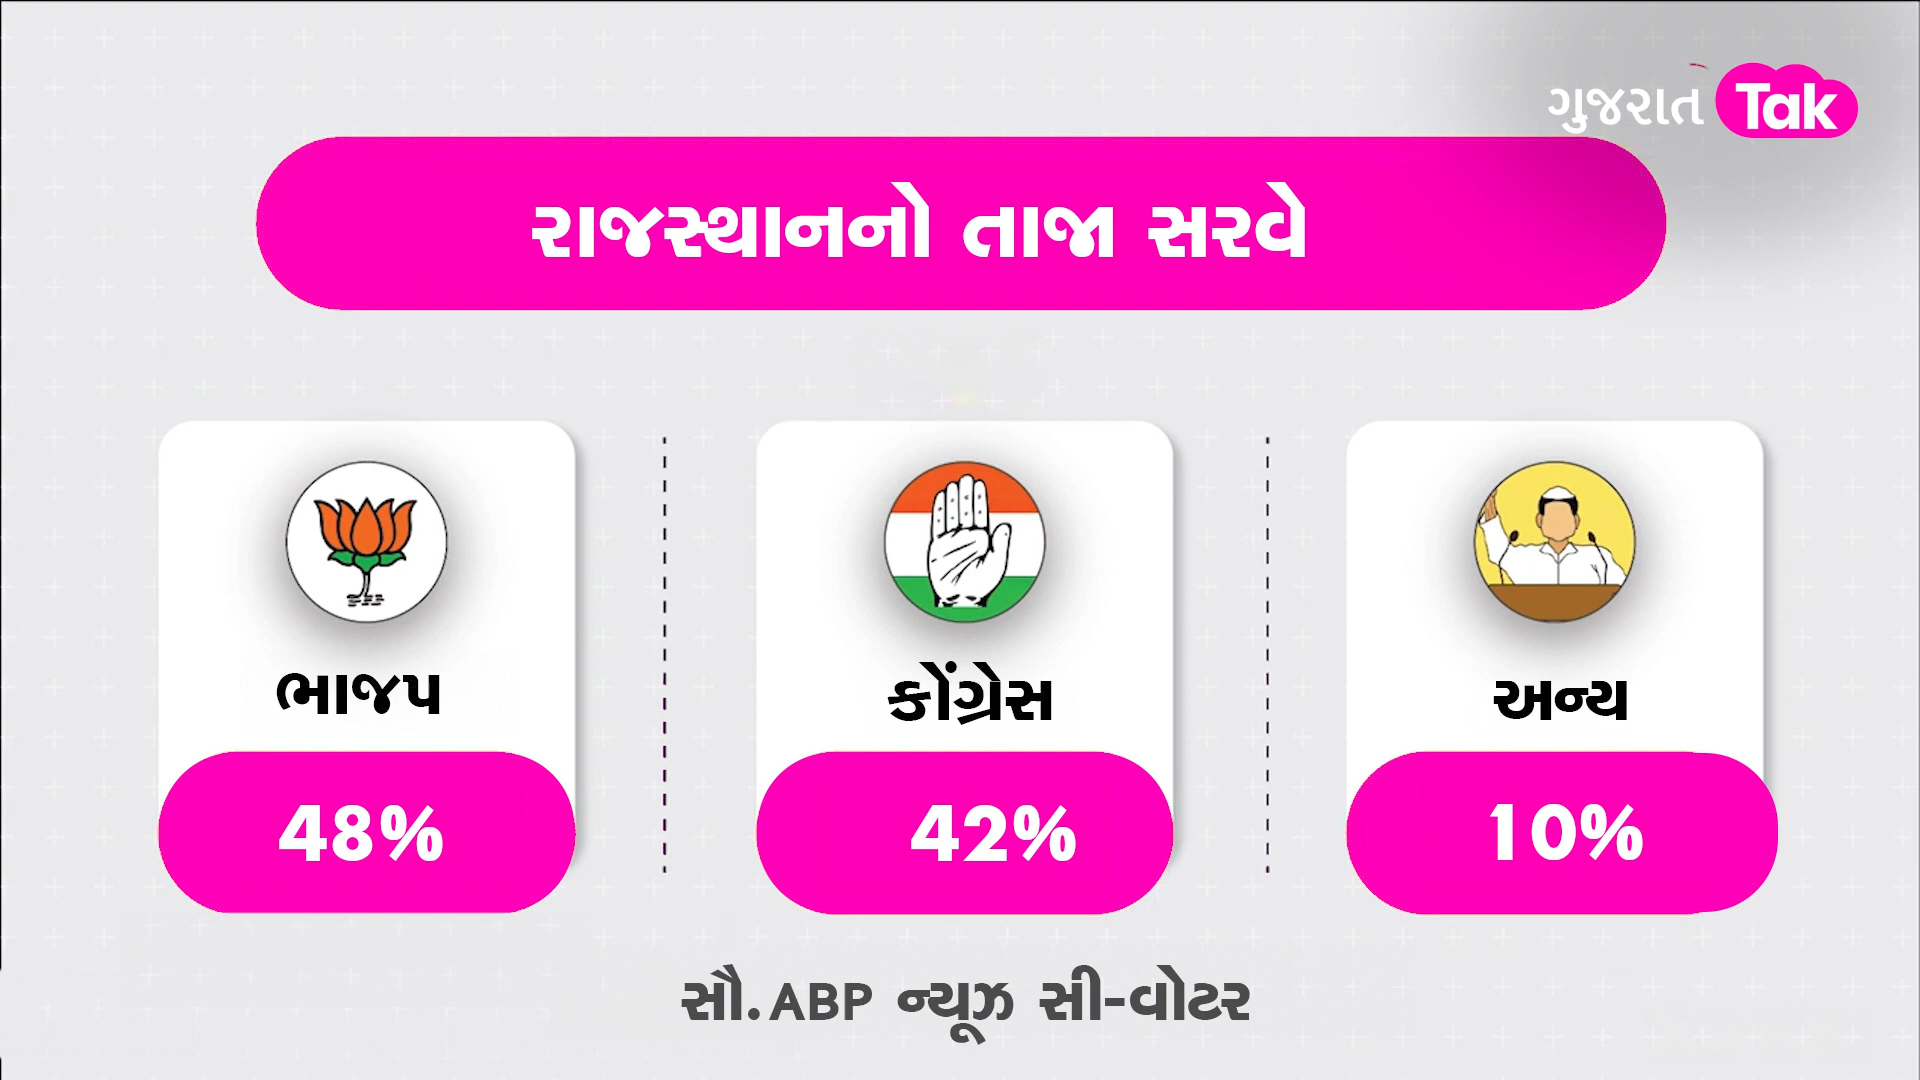 ગુજરાત Tak
રાજસ્થાનનો તાજા સરવે
ભાજપ
48%
કોંગ્રેસ
42%
અન્ય
10%
સૌ. ABP ન્યૂઝ સી-વોટર